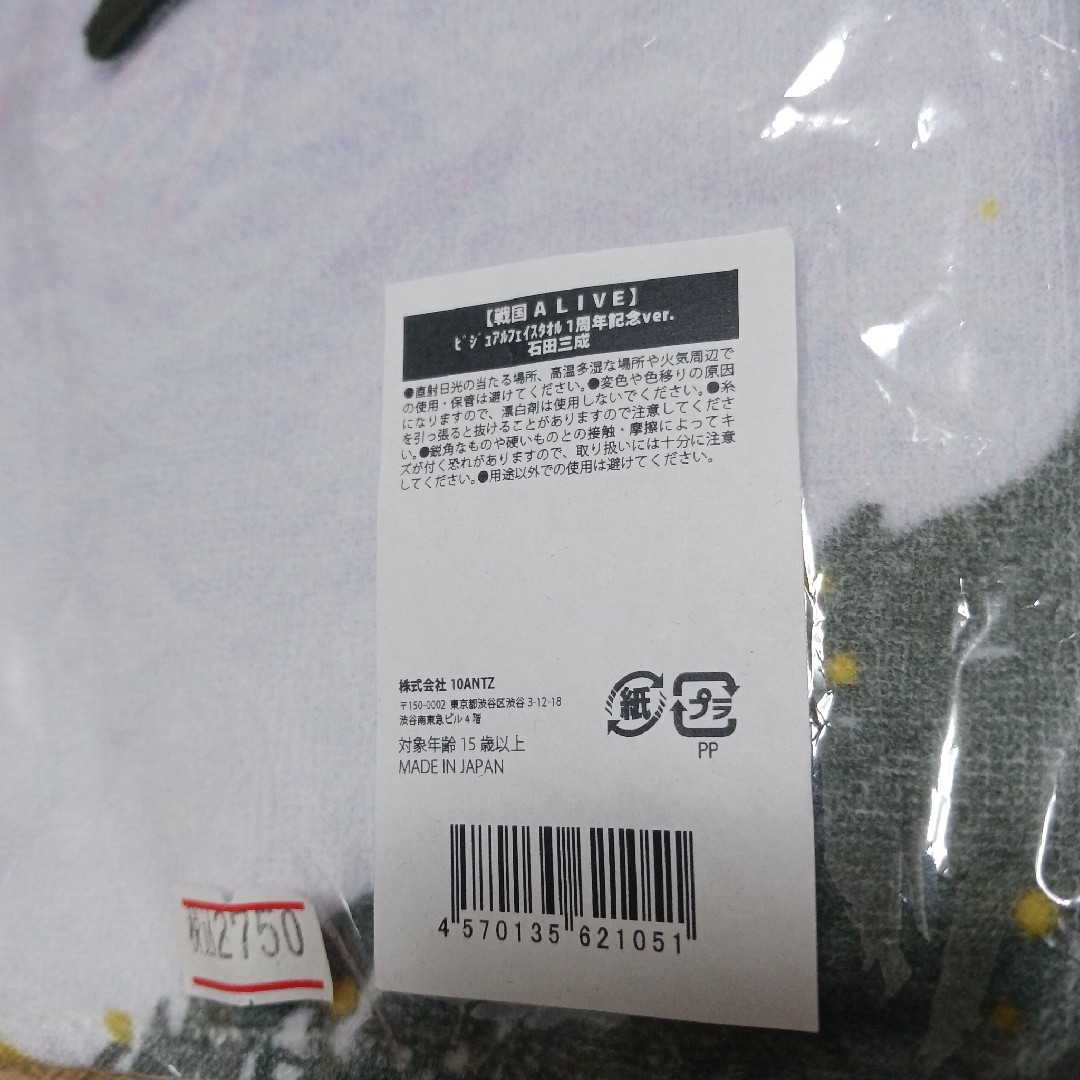 【戦国ＡＬＩＶＥ】
ﾋﾞｼﾞｭｱﾙﾌｪｲｽﾀｵﾙ 1周年記念ver.
石田三成
●直射日光の当たる場所、高温多湿な場所や火気周辺で
の使用・保管は避けてください。●変色や色移りの原因
になりますので、漂白剤は使用しないでください。●糸
を引っ張ると抜けることがありますので注意してくださ
い。●鋭角なものや硬いものとの接触・摩擦によってキ
ズが付く恐れがありますので、取り扱いには十分に注意
してください。●用途以外での使用は避けてください。
株式会社 10ANTZ
〒150-0002 東京都渋谷区渋谷 3-12-18
渋谷南東急ビル 4 階
対象年齢 15 歳以上
MADE IN JAPAN
紙
プラ
PP
4 570135 621051
税込2750